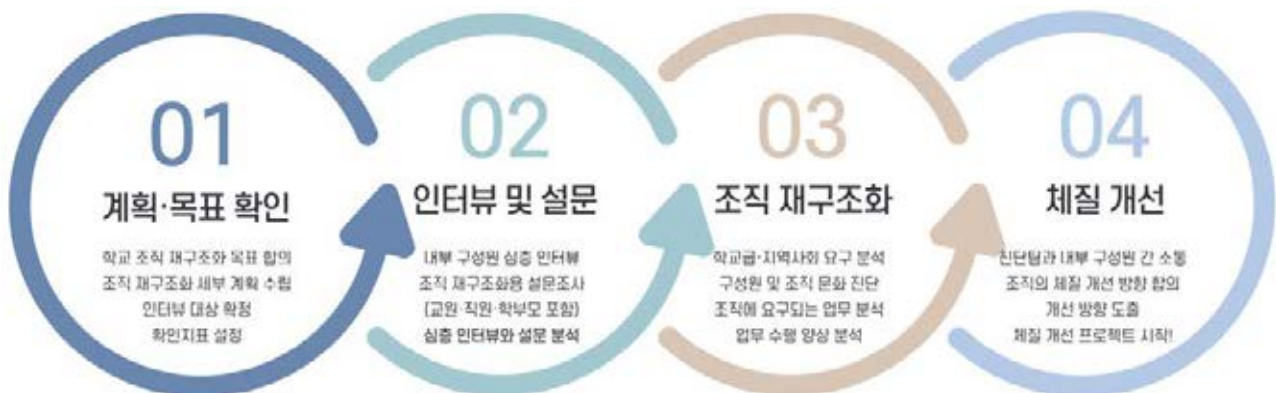 01
계획·목표 확인
학교 조직 재구조화 목표 합의
조직 재구조화 세부 계획 수립
인터뷰 대상 확정
확인지표 설정
02
인터뷰 및 설문
내부 구성원 심층 인터뷰
조직 재구조화용 설문조사
(교원·직원·학부모 포함)
심층 인터뷰와 설문 분석
03
조직 재구조화
학교급·지역사회 요구 분석
구성원 및 조직 문화 진단
조직에 요구되는 업무 분석
업무 수행 양상 분석
04
체질 개선
진단팀과 내부 구성원 간 소통
조직의 체질 개선 방향 합의
개선 방향 도출
체질 개선 프로젝트 시작!